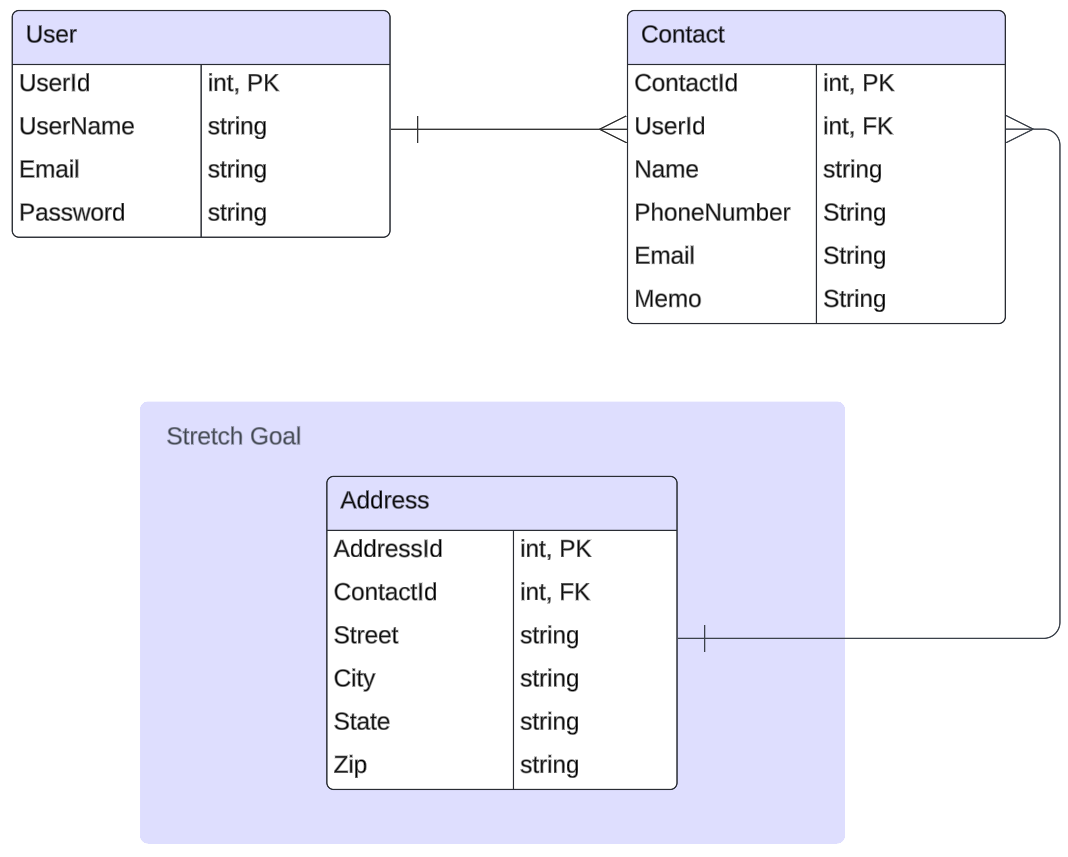 User
UserId int, PK
UserName string
Email string
Password string
Contact
ContactId int, PK
UserId int, FK
Name string
PhoneNumber String
Email String
Memo String
Stretch Goal
Address
AddressId int, PK
ContactId int, FK
Street string
City string
State string
Zip string